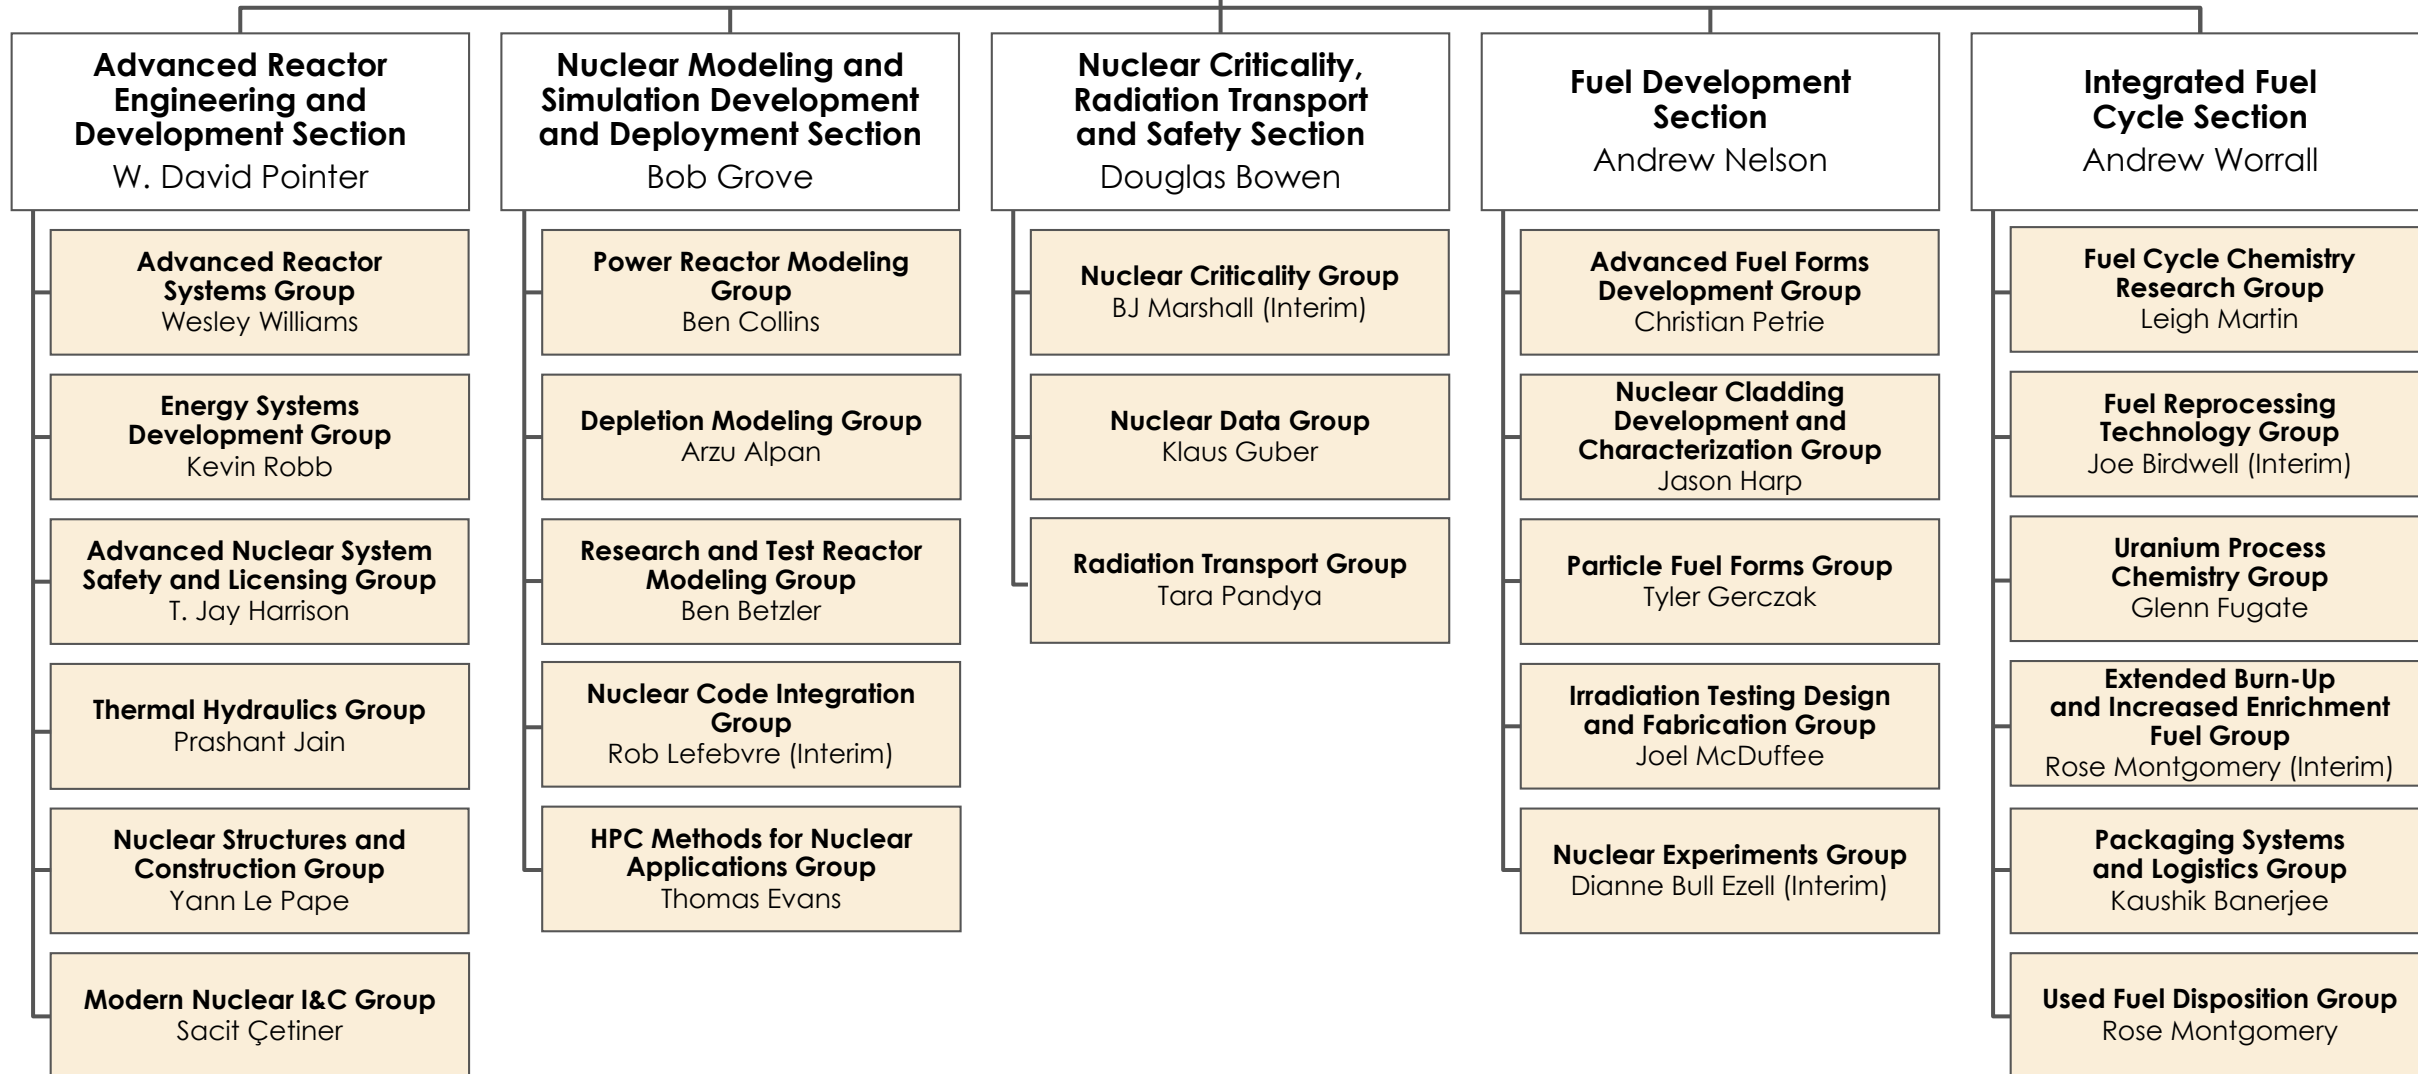 Advanced Reactor
Engineering and
Development Section
W. David Pointer
Advanced Reactor
Systems Group
Wesley Williams
Energy Systems
Development Group
Kevin Robb
Advanced Nuclear System
Safety and Licensing Group
T. Jay Harrison
Thermal Hydraulics Group
Prashant Jain
Nuclear Structures and
Construction Group
Yann Le Pape
Modern Nuclear I&C Group
Sacit Çetiner
Nuclear Modeling and
Simulation Development
and Deployment Section
Bob Grove
Power Reactor Modeling
Group
Ben Collins
Depletion Modeling Group
Arzu Alpan
Research and Test Reactor
Modeling Group
Ben Betzler
Nuclear Code Integration
Group
Rob Lefebvre (Interim)
HPC Methods for Nuclear
Applications Group
Thomas Evans
Nuclear Criticality,
Radiation Transport
and Safety Section
Douglas Bowen
Nuclear Criticality Group
BJ Marshall (Interim)
Nuclear Data Group
Klaus Guber
Radiation Transport Group
Tara Pandya
Fuel Development
Section
Andrew Nelson
Advanced Fuel Forms
Development Group
Christian Petrie
Nuclear Cladding
Development and
Characterization Group
Jason Harp
Particle Fuel Forms Group
Tyler Gerczak
Irradiation Testing Design
and Fabrication Group
Joel McDuffee
Nuclear Experiments Group
Dianne Bull Ezell (Interim)
Integrated Fuel
Cycle Section
Andrew Worrall
Fuel Cycle Chemistry
Research Group
Leigh Martin
Fuel Reprocessing
Technology Group
Joe Birdwell (Interim)
Uranium Process
Chemistry Group
Glenn Fugate
Extended Burn-Up
and Increased Enrichment
Fuel Group
Rose Montgomery (Interim)
Packaging Systems
and Logistics Group
Kaushik Banerjee
Used Fuel Disposition Group
Rose Montgomery